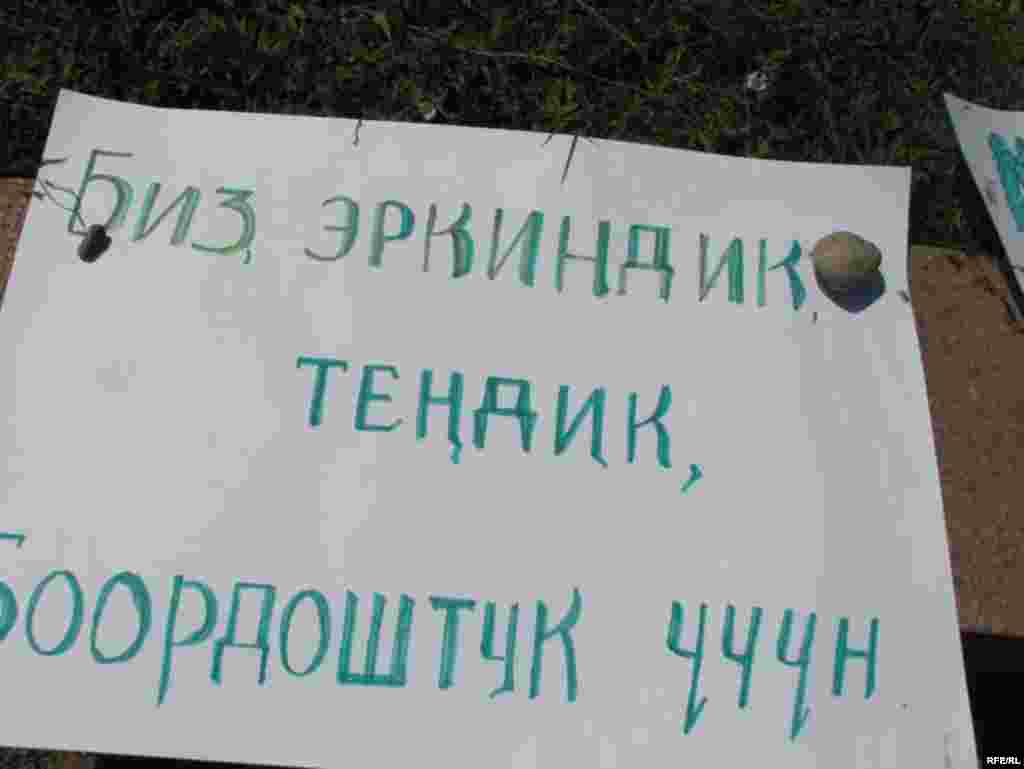 Биз, эркиндик,
теңдик,
боордоштук үчүн
RFE/RL